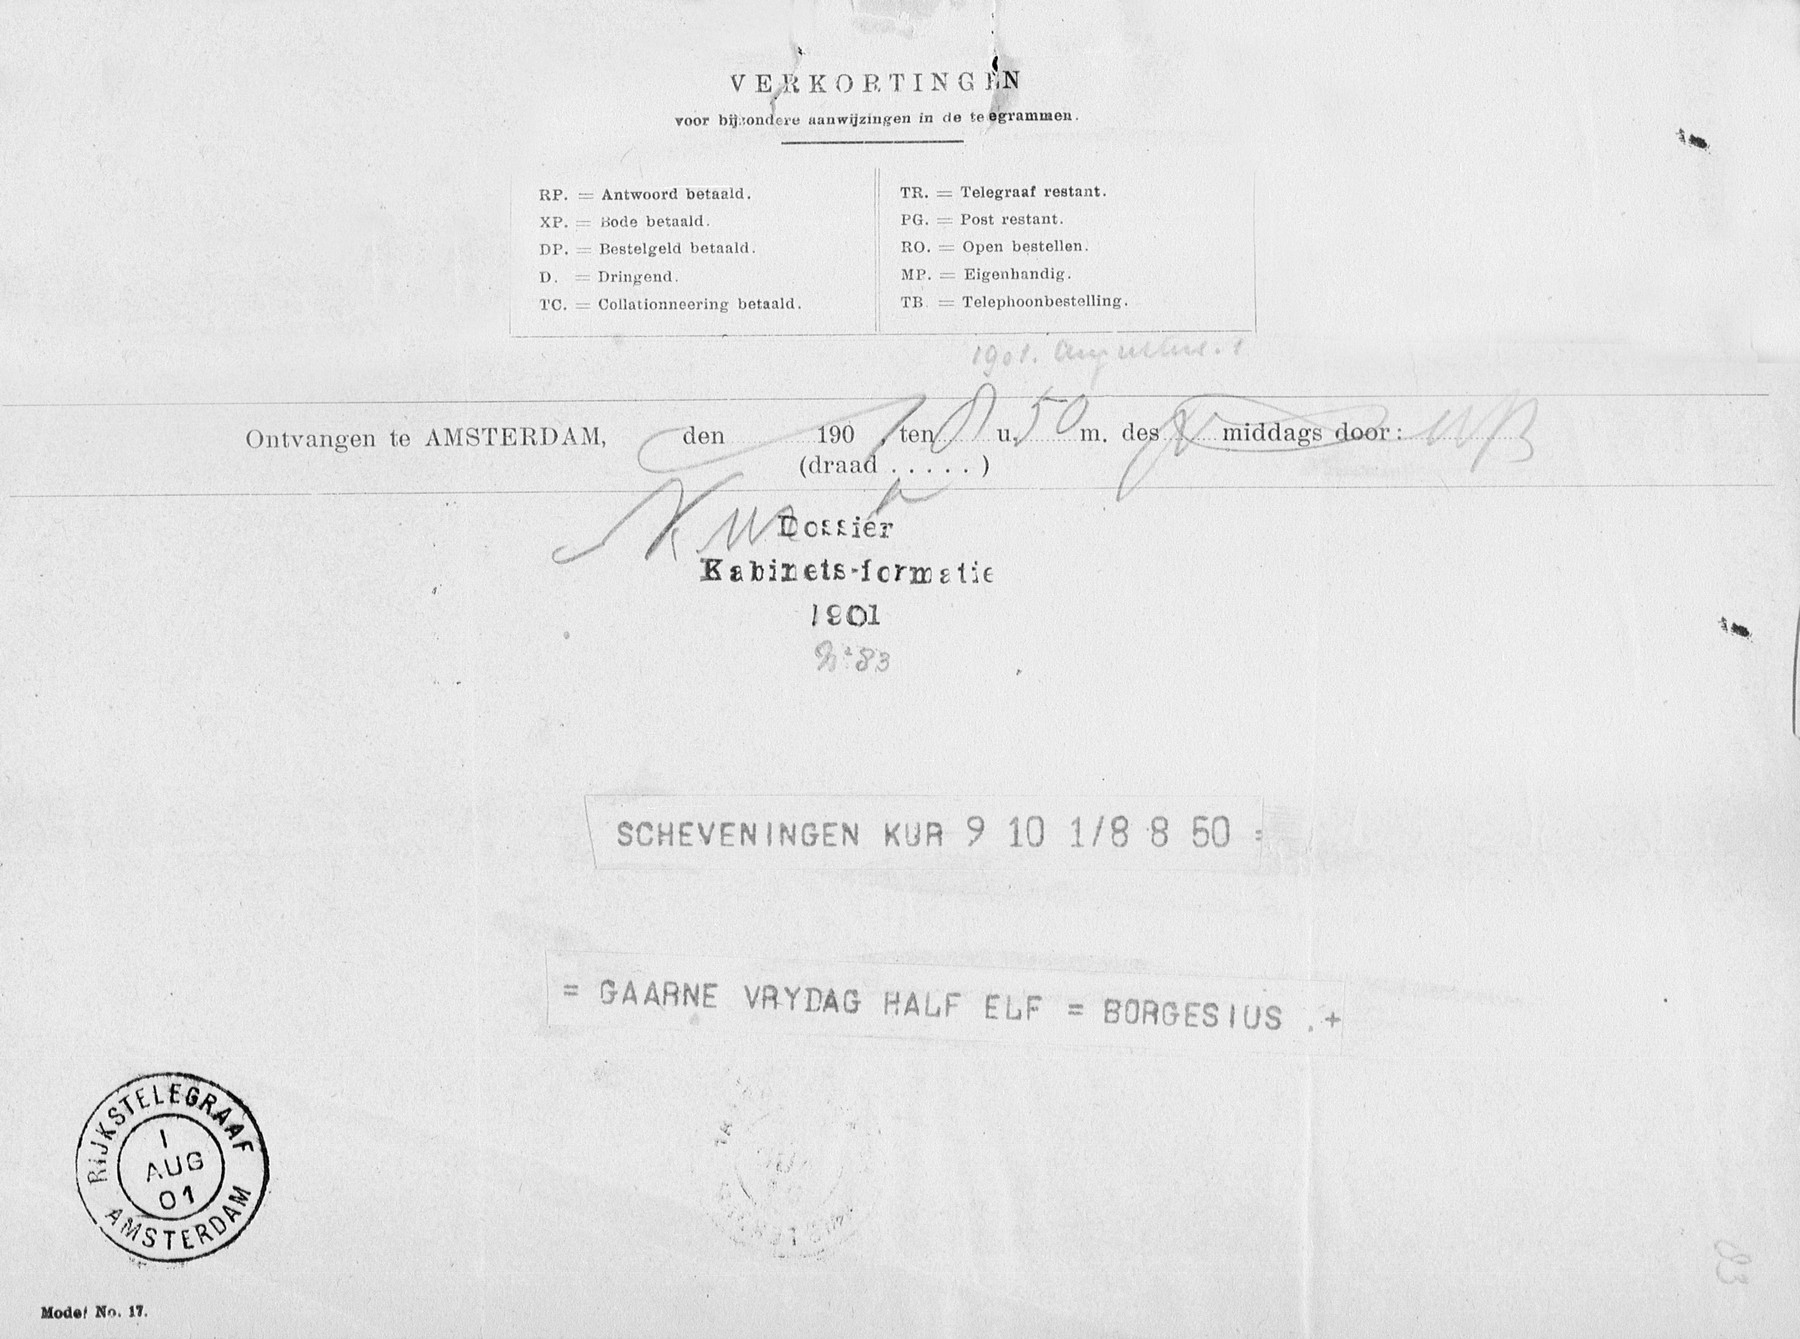 VERKORTINGEN
voor bijzondere aanwijzingen in de telegrammen.
RP. = Antwoord betaald.
XP. = Bode betaald.
DP. = Bestelgeld betaald.
D. = Dringend.
TC. = Collationneering betaald.
TR. = Telegraaf restant.
PG. = Post restant.
RO. = Open bestellen.
MP. = Eigenhandig.
TB. = Telephoonbestelling.
1901. Augustus. 1
Ontvangen te AMSTERDAM, den 190 , ten 8 u. 50 m. des middags door:
(draad . . . . . )
Dossier
Kabinets-formatie
1901
No. 83
SCHEVENINGEN KUR 9 10 1/8 8 50 =
= GAARNE VRYDAG HALF ELF = BORGESIUS .+
RIJKSTELEGRAAF
1
AUG
01
AMSTERDAM
83
Model No. 17.